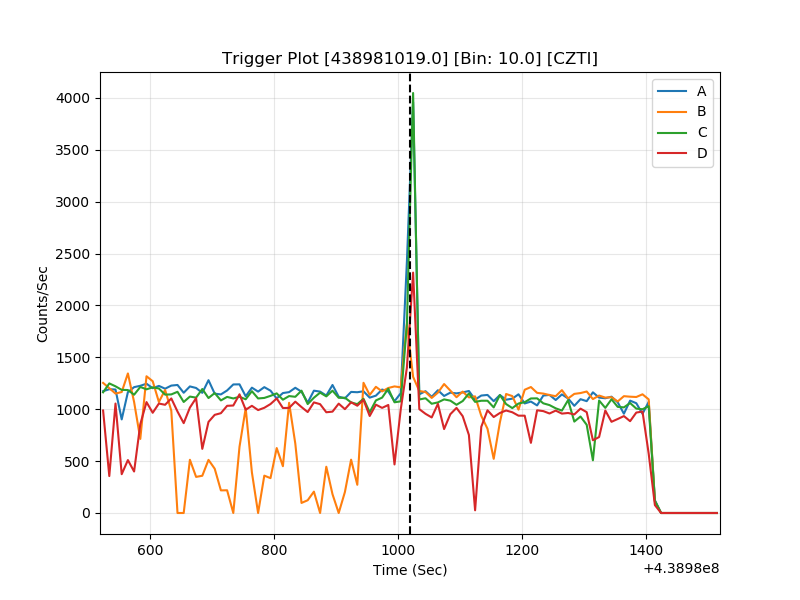 Trigger Plot [438981019.0] [Bin: 10.0] [CZTI]
4000
3500
3000
2500
2000
1500
1000
500
0
Counts/Sec
A
B
C
D
600
800
1000
1200
1400
Time (Sec)
+4.3898e8